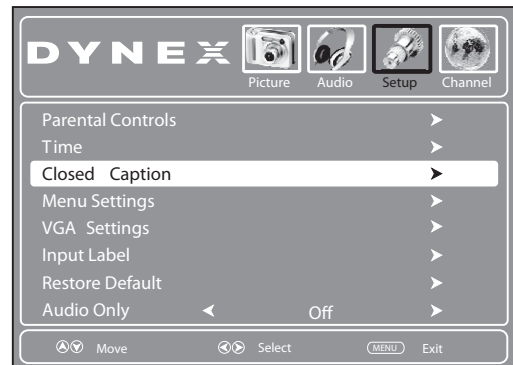 DYNEX
Picture Audio Setup Channel
Parental Controls
Time
Closed Caption
Menu Settings
VGA Settings
Input Label
Restore Default
Audio Only Off
Move Select MENU Exit